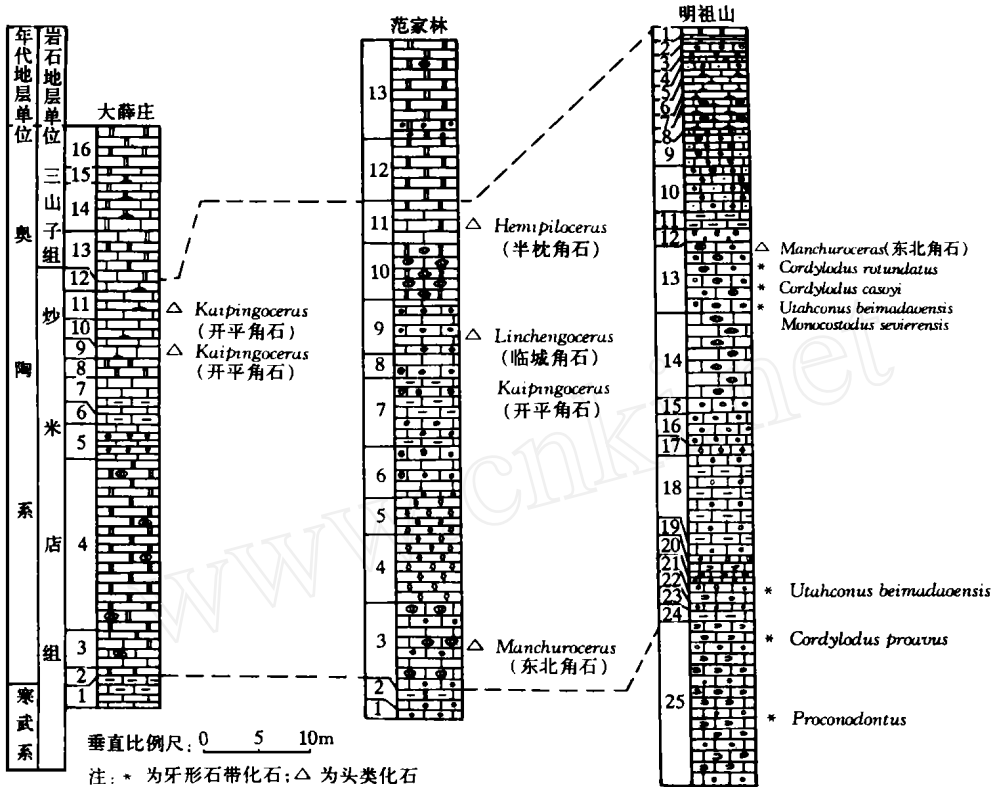 年代地层单位
岩石地层单位
奥陶系
寒武系
三山子组
炒米店组
大薛庄
16
15
14
13
12
11
10
9
8
7
6
5
4
3
2
1
△ Kaipingocerus
(开平角石)
△ Kaipingocerus
(开平角石)
范家林
13
12
11
10
9
8
7
6
5
4
3
2
1
△ Hemipilocerus
(半枕角石)
△ Linchengocerus
(临城角石)
Kaipingocerus
(开平角石)
△ Manchurocerus
(东北角石)
明祖山
1
2
3
4
5
6
7
8
9
10
11
12
13
14
15
16
17
18
19
20
21
22
23
24
25
△ Manchuroceras(东北角石)
* Cordylodus rotundatus
* Cordylodus casoyi
* Utahconus beimadaoensis
Monocostodus sevierensis
* Utahconus beimadaoensis
* Cordylodus proavus
* Proconodontus
垂直比例尺: 0 5 10m
注: * 为牙形石带化石; △ 为头类化石
www.cnki.net